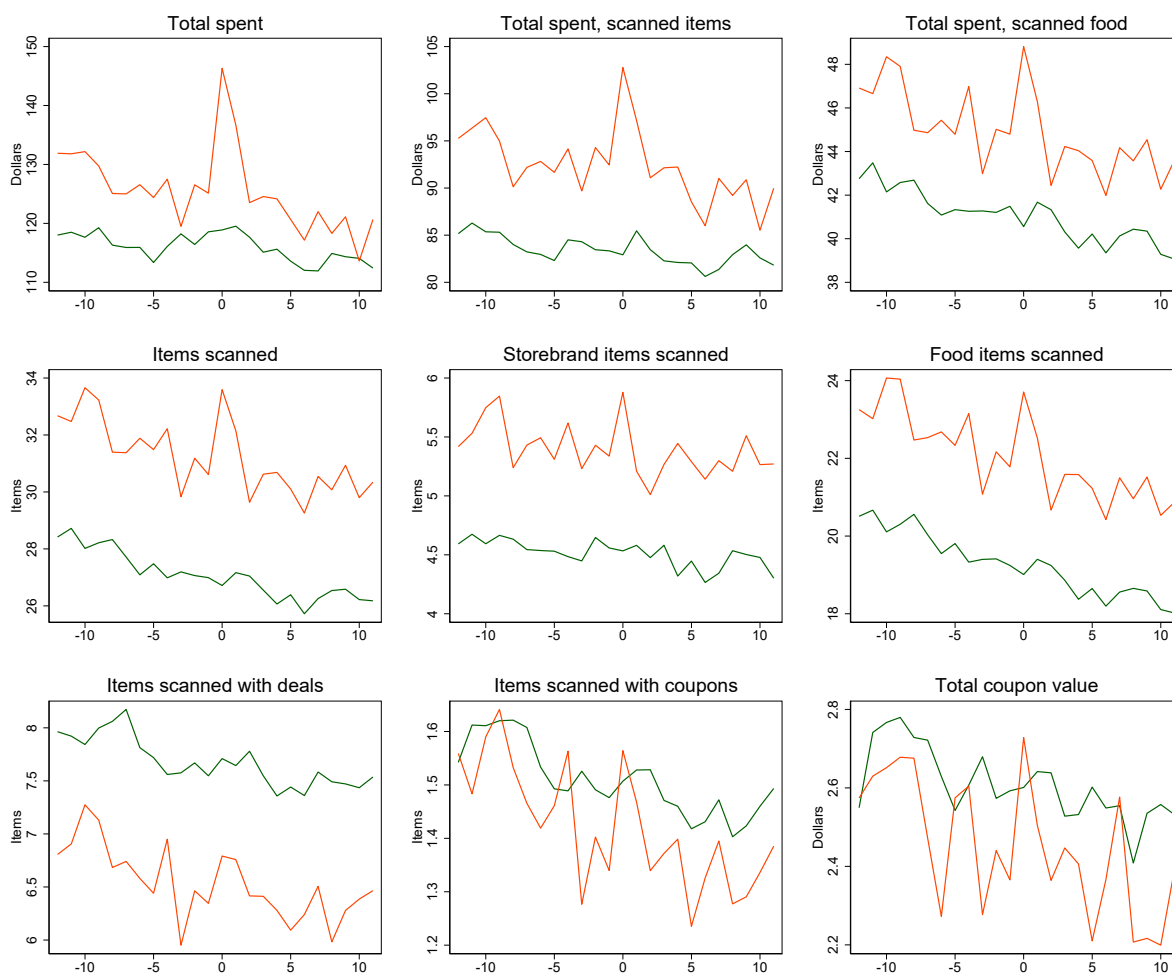 Total spent
150
140
130
120
110
Dollars
-10 -5 0 5 10
Total spent, scanned items
105
100
95
90
85
80
Dollars
-10 -5 0 5 10
Total spent, scanned food
48
46
44
42
40
38
Dollars
-10 -5 0 5 10
Items scanned
34
32
30
28
26
Items
-10 -5 0 5 10
Storebrand items scanned
6
5.5
5
4.5
4
Items
-10 -5 0 5 10
Food items scanned
24
22
20
18
Items
-10 -5 0 5 10
Items scanned with deals
8
7.5
7
6.5
6
Items
-10 -5 0 5 10
Items scanned with coupons
1.6
1.5
1.4
1.3
1.2
Items
-10 -5 0 5 10
Total coupon value
2.8
2.6
2.4
2.2
Dollars
-10 -5 0 5 10